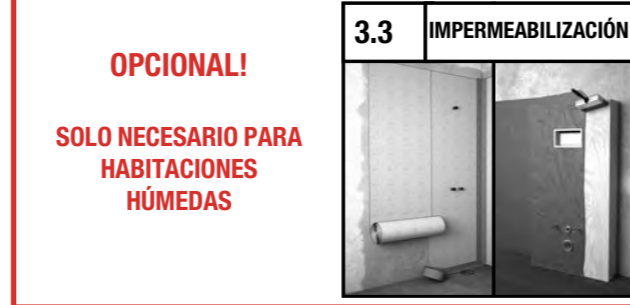 OPCIONAL!
SOLO NECESARIO PARA
HABITACIONES
HÚMEDAS
3.3 IMPERMEABILIZACIÓN